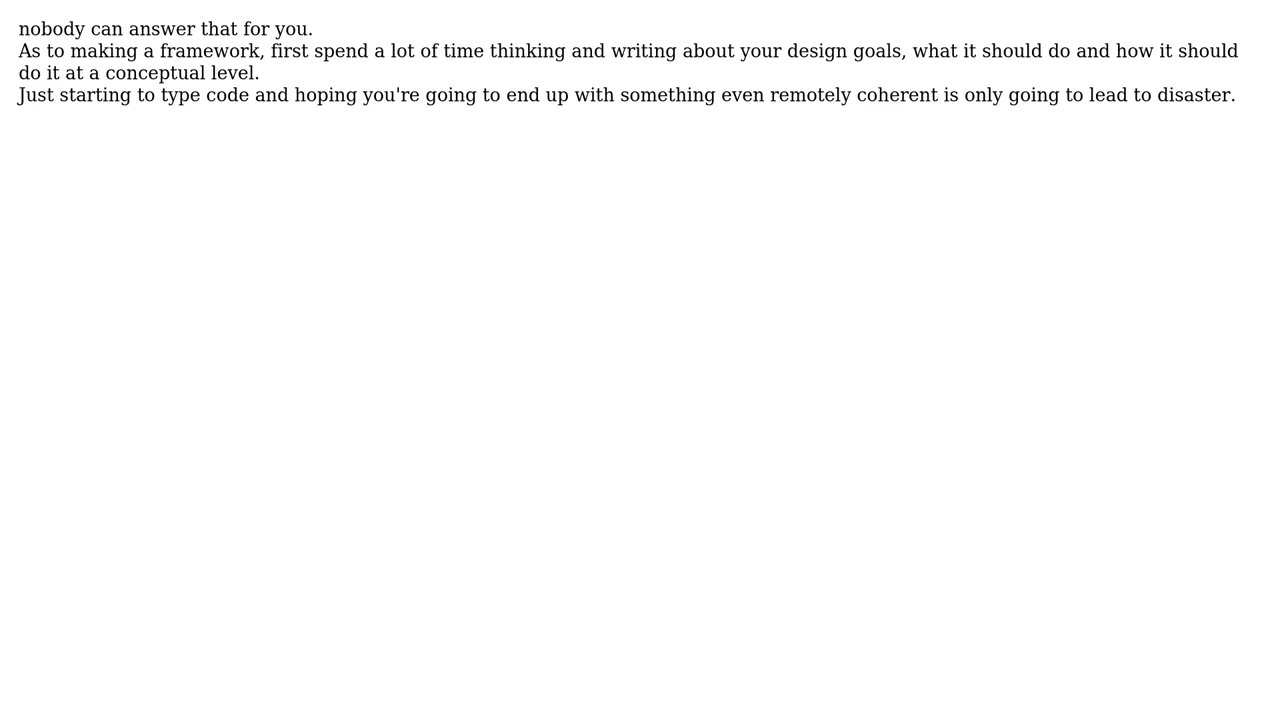 nobody can answer that for you.
As to making a framework, first spend a lot of time thinking and writing about your design goals, what it should do and how it should
do it at a conceptual level.
Just starting to type code and hoping you're going to end up with something even remotely coherent is only going to lead to disaster.